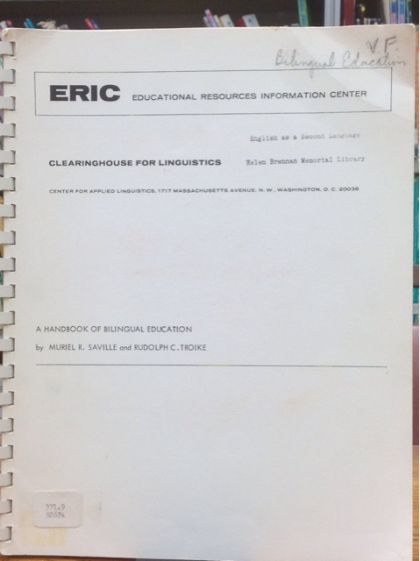 V.F.
Bilingual Education
ERIC EDUCATIONAL RESOURCES INFORMATION CENTER
English as a Second Language
CLEARINGHOUSE FOR LINGUISTICS
Helen Brennan Memorial Library
CENTER FOR APPLIED LINGUISTICS, 1717 MASSACHUSETTS AVENUE, N. W., WASHINGTON, D. C. 20036
A HANDBOOK OF BILINGUAL EDUCATION
by MURIEL R. SAVILLE and RUDOLPH C. TROIKE